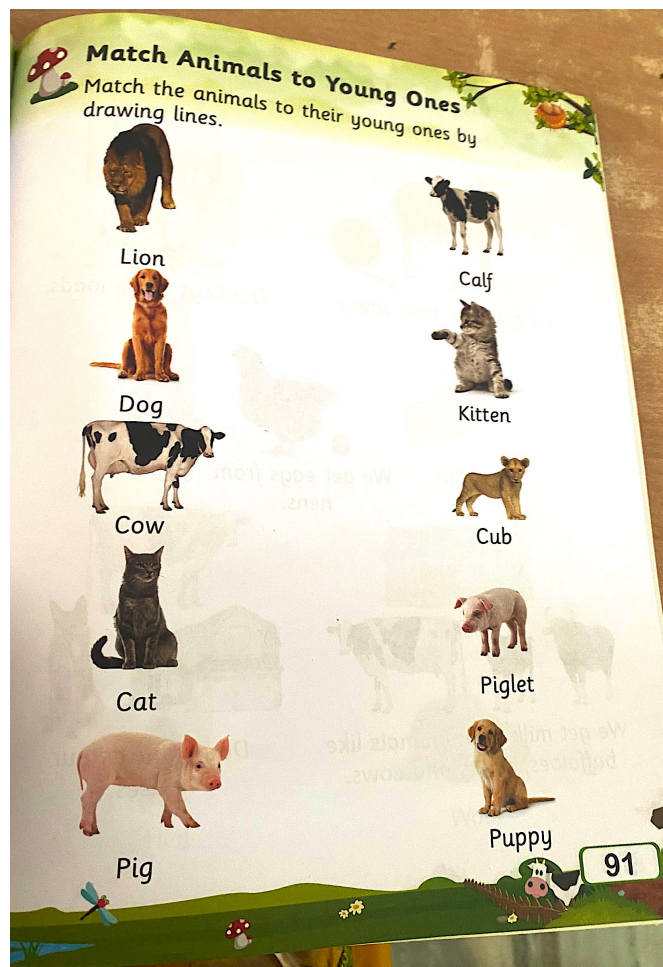 Match Animals to Young Ones
Match the animals to their young ones by
drawing lines.
Lion
Calf
Dog
Kitten
Cow
Cub
Cat
Piglet
Pig
Puppy
91